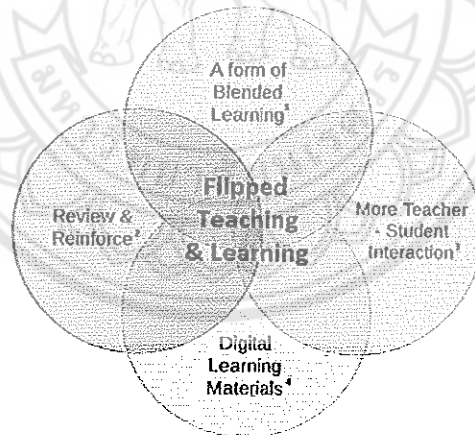 A form of
Blended
Learning¹
Flipped
Teaching
& Learning
Review &
Reinforce²
More Teacher
- Student
Interaction³
Digital
Learning
Materials⁴